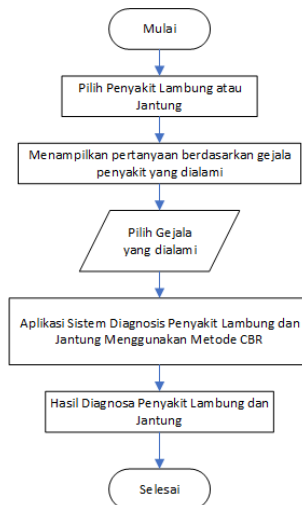 Mulai
Pilih Penyakit Lambung atau
Jantung
Menampilkan pertanyaan berdasarkan gejala
penyakit yang dialami
Pilih Gejala
yang dialami
Aplikasi Sistem Diagnosis Penyakit Lambung dan
Jantung Menggunakan Metode CBR
Hasil Diagnosa Penyakit Lambung dan
Jantung
Selesai